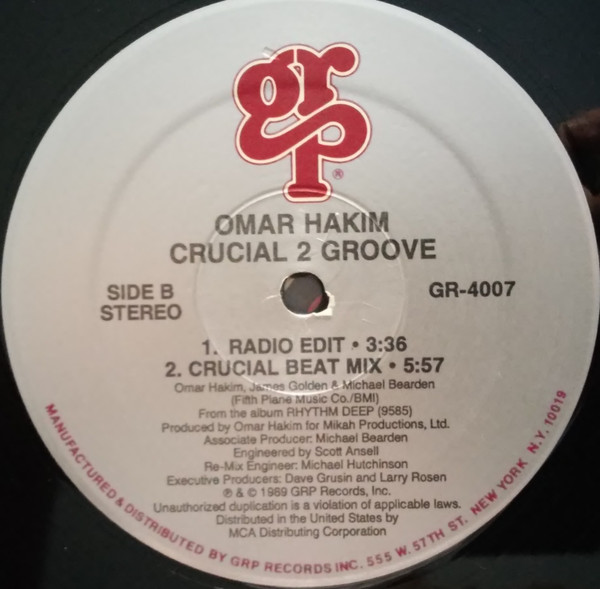 grp
®
OMAR HAKIM
CRUCIAL 2 GROOVE
SIDE B
STEREO
GR-4007
1. RADIO EDIT • 3:36
2. CRUCIAL BEAT MIX • 5:57
Omar Hakim, James Golden & Michael Bearden
(Fifth Plane Music Co./BMI)
From the album RHYTHM DEEP (9585)
Produced by Omar Hakim for Mikah Productions, Ltd.
Associate Producer: Michael Bearden
Engineered by Scott Ansell
Re-Mix Engineer: Michael Hutchinson
Executive Producers: Dave Grusin and Larry Rosen
℗ & © 1989 GRP Records, Inc.
Unauthorized duplication is a violation of applicable laws.
Distributed in the United States by
MCA Distributing Corporation
MANUFACTURED & DISTRIBUTED BY GRP RECORDS INC. 555 W. 57TH ST. NEW YORK N.Y. 10019